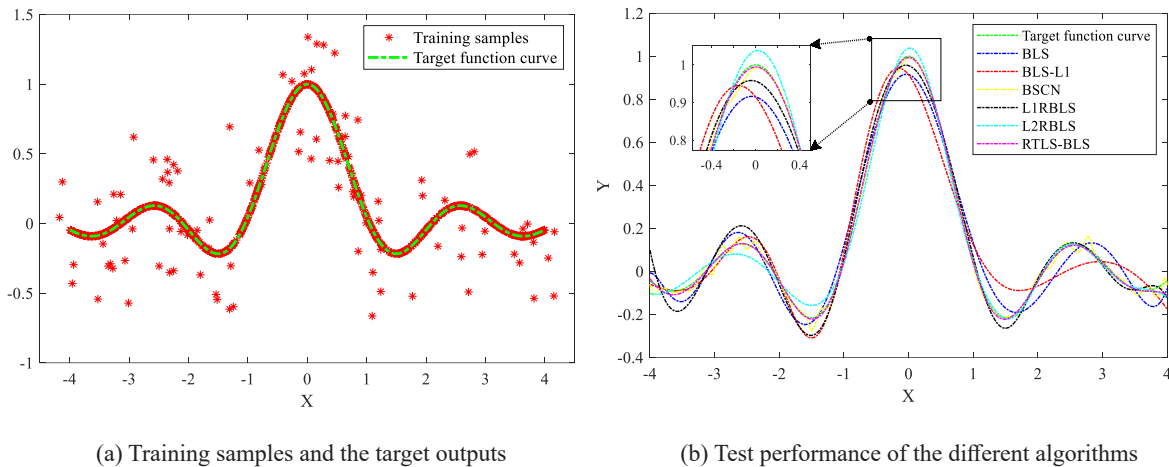 1.5
1
0.5
0
-0.5
-1
-4 -3 -2 -1 0 1 2 3 4
X
Training samples
Target function curve
(a) Training samples and the target outputs
1.2
1
0.8
0.6
0.4
0.2
0
-0.2
-0.4
Y
-4 -3 -2 -1 0 1 2 3 4
X
1
0.9
0.8
-0.4 0 0.4
Target function curve
BLS
BLS-L1
BSCN
L1RBLS
L2RBLS
RTLS-BLS
(b) Test performance of the different algorithms